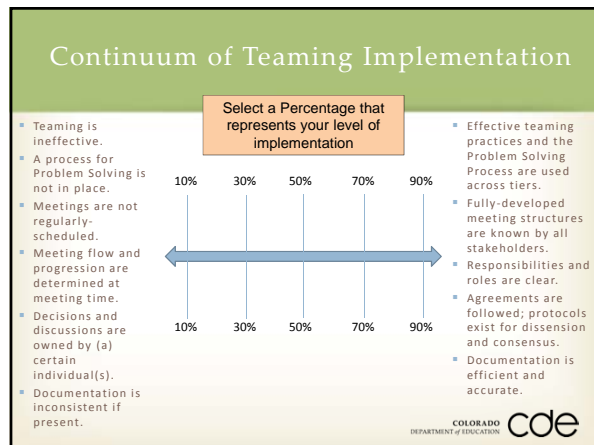 Continuum of Teaming Implementation
Select a Percentage that
represents your level of
implementation
Teaming is
ineffective.
A process for
Problem Solving is
not in place.
Meetings are not
regularly-
scheduled.
Meeting flow and
progression are
determined at
meeting time.
Decisions and
discussions are
owned by (a)
certain
individual(s).
Documentation is
inconsistent if
present.
10% 30% 50% 70% 90%
10% 30% 50% 70% 90%
Effective teaming
practices and the
Problem Solving
Process are used
across tiers.
Fully-developed
meeting structures
are known by all
stakeholders.
Responsibilities and
roles are clear.
Agreements are
followed; protocols
exist for dissension
and consensus.
Documentation is
efficient and
accurate.
COLORADO
DEPARTMENT of EDUCATION
cde